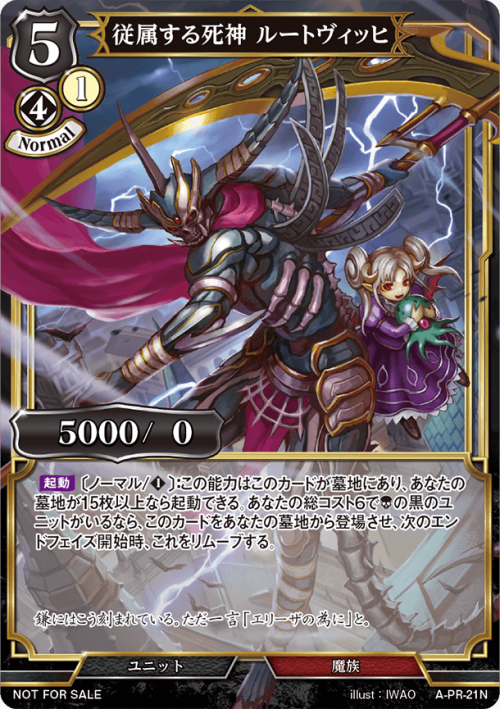 5
従属する死神 ルートヴィッヒ
4
1
Normal
5000/ 0
起動 〔ノーマル/1〕:この能力はこのカードが墓地にあり、あなたの
墓地が15枚以上なら起動できる。あなたの総コスト6で の黒のユ
ニットがいるなら、このカードをあなたの墓地から登場させ、次のエン
ドフェイズ開始時、これをリムーブする。
鎌にはこう刻まれている。ただ一言「エリーザの為に」と。
ユニット
魔族
NOT FOR SALE
illust : IWAO
A-PR-21N